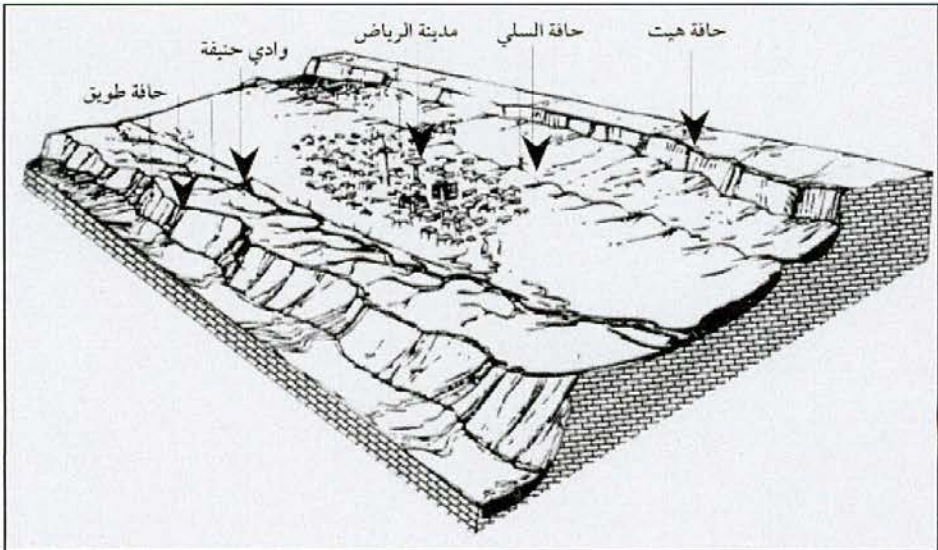 حافة هيت
حافة السلي
مدينة الرياض
وادي حنيفة
حافة طويق